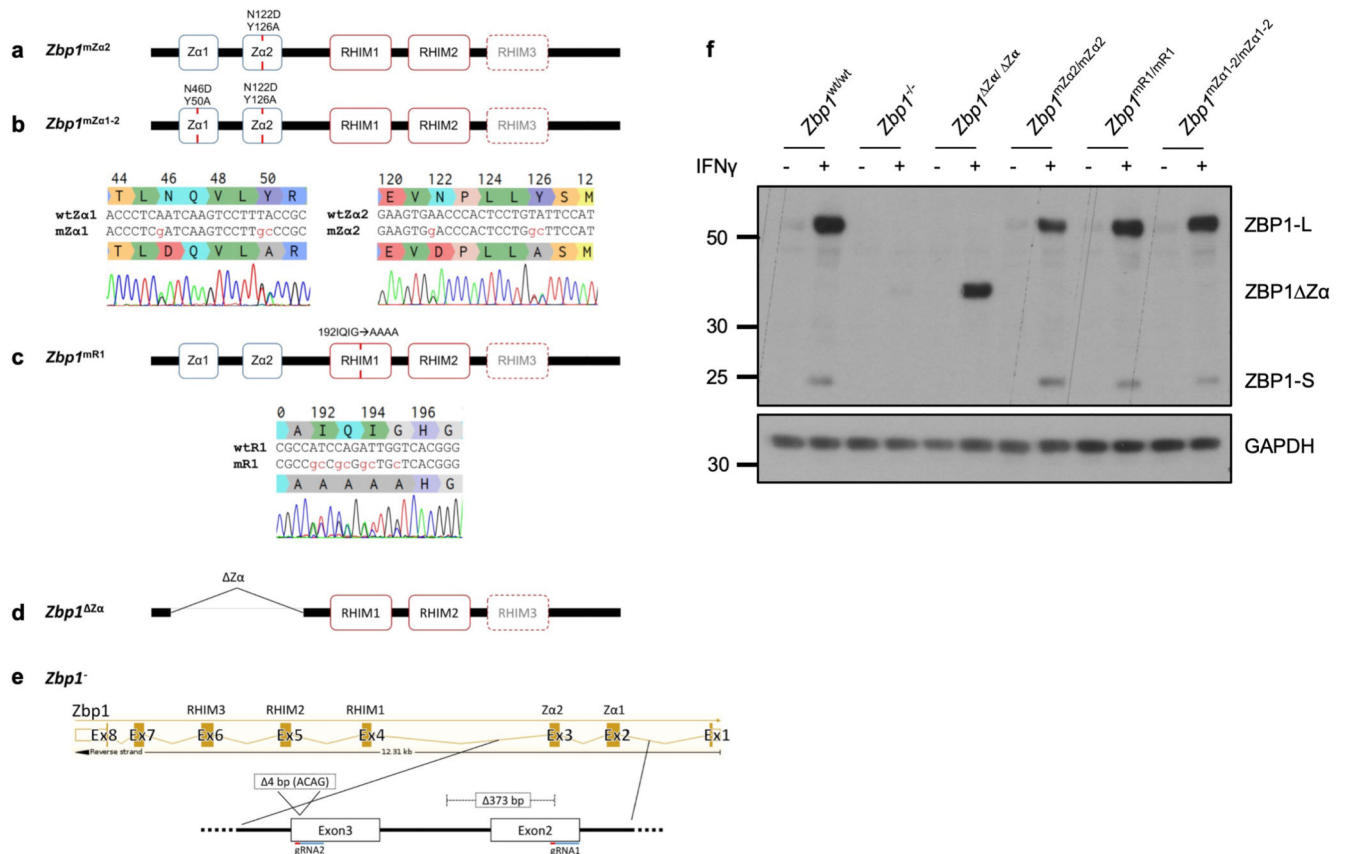 a Zbp1mZα2
N122D
Y126A
Zα1 Zα2 RHIM1 RHIM2 RHIM3
b Zbp1mZα1-2
N46D N122D
Y50A Y126A
Zα1 Zα2 RHIM1 RHIM2 RHIM3
44 46 48 50
T L N Q V L Y R
wtZα1 ACCCTCAATCAAGTCCTTTACCGC
mZα1 ACCCTCgATCAAGTCCTTgcCCGC
T L D Q V L A R
120 122 124 126 12
E V N P L L Y S M
wtZα2 GAAGTGAACCCACTCCTGTATTCCAT
mZα2 GAAGTGgACCCACTCCTGgcTTCCAT
E V D P L L A S M
192IQIG→AAAA
c Zbp1mR1
Zα1 Zα2 RHIM1 RHIM2 RHIM3
0 192 194 196
A I Q I G H G
wtR1 CGCCATCCAGATTGGTCACGGG
mR1 CGCCgcCgcGgcTGcTCACGGG
A A A A A H G
ΔZα
d Zbp1ΔZα
RHIM1 RHIM2 RHIM3
e Zbp1-
Zbp1 RHIM3 RHIM2 RHIM1 Zα2 Zα1
Ex8 Ex7 Ex6 Ex5 Ex4 Ex3 Ex2 Ex1
Reverse strand 12.31 kb
Δ4 bp (ACAG)
Δ373 bp
Exon3 Exon2
gRNA2 gRNA1
f
Zbp1wt/wt Zbp1-/- Zbp1ΔZα/ ΔZα Zbp1mZα2/mZα2 Zbp1mR1/mR1 Zbp1mZα1-2/mZα1-2
IFNγ - + - + - + - + - + - +
50
30
25
ZBP1-L
ZBP1ΔZα
ZBP1-S
30
GAPDH